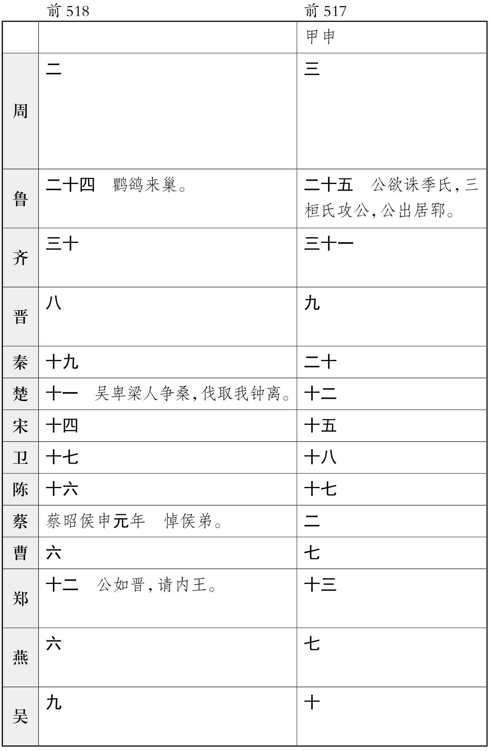 前 518 前 517
甲申
周 二 三
鲁 二十四 鹳鹆来巢。 二十五 公欲诛季氏，三
桓氏攻公，公出居郓。
齐 三十 三十一
晋 八 九
秦 十九 二十
楚 十一 吴卑梁人争桑，伐取我钟离。 十二
宋 十四 十五
卫 十七 十八
陈 十六 十七
蔡 蔡昭侯申元年 悼侯弟。 二
曹 六 七
郑 十二 公如晋，请内王。 十三
燕 六 七
吴 九 十